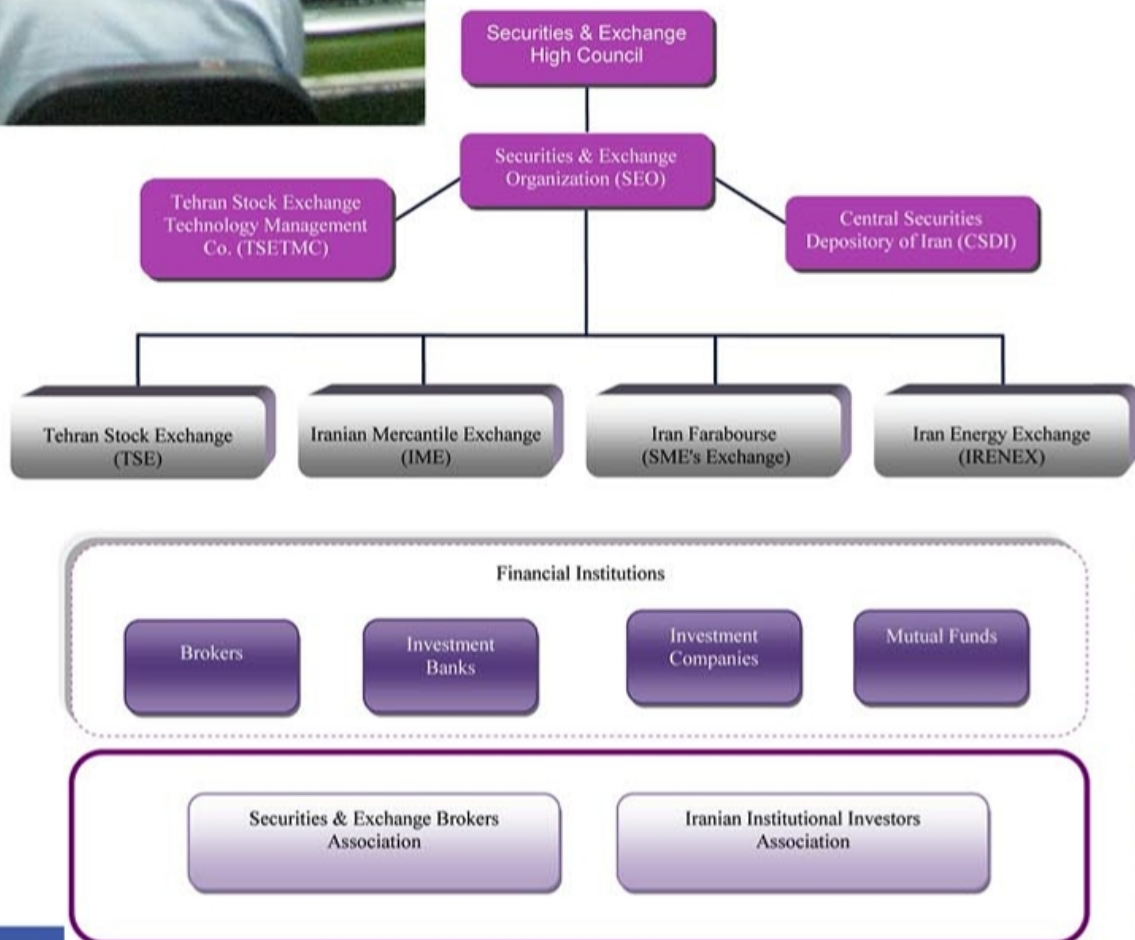 Securities & Exchange
High Council
Securities & Exchange
Organization (SEO)
Tehran Stock Exchange
Technology Management
Co. (TSETMC)
Central Securities
Depository of Iran (CSDI)
Tehran Stock Exchange
(TSE)
Iranian Mercantile Exchange
(IME)
Iran Farabourse
(SME's Exchange)
Iran Energy Exchange
(IRENEX)
Financial Institutions
Brokers
Investment
Banks
Investment
Companies
Mutual Funds
Securities & Exchange Brokers
Association
Iranian Institutional Investors
Association